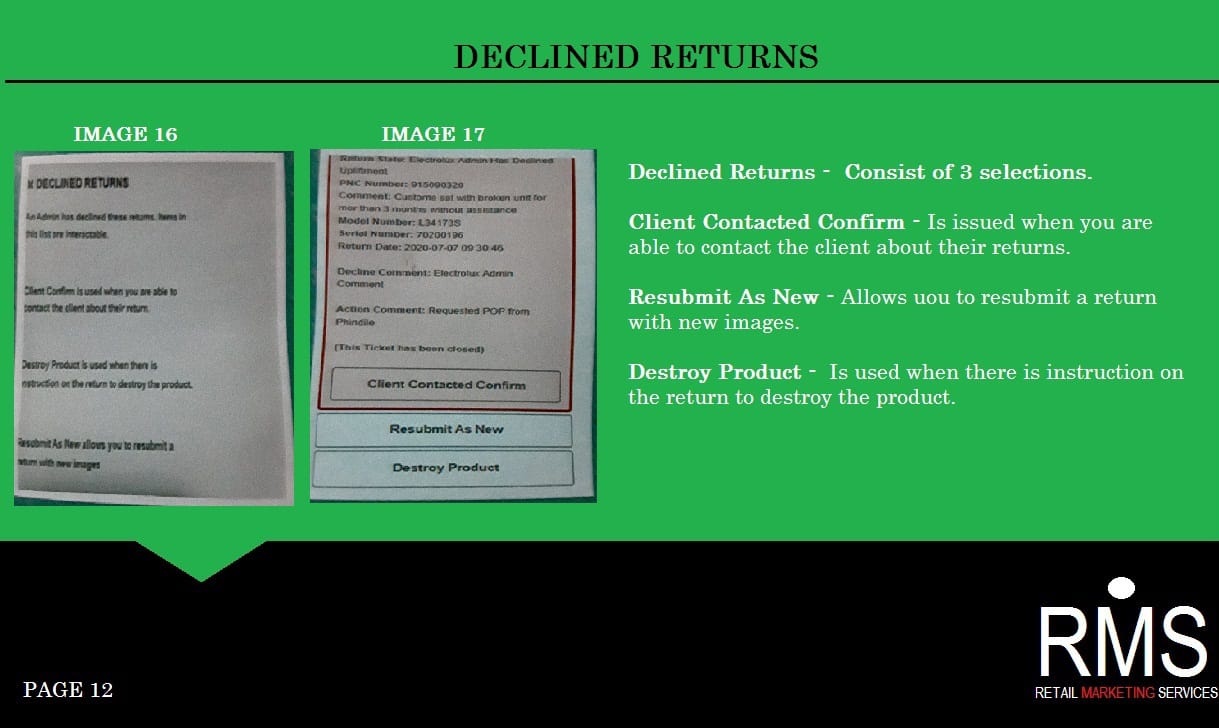 DECLINED RETURNS
IMAGE 16
DECLINED RETURNS
An Admin has declined these returns. Items in
this list are interactable.
Client Confirm is used when you are able to
contact the client about their return.
Destroy Product is used when there is
instruction on the return to destroy the product.
Resubmit As New allows you to resubmit a
return with new images
IMAGE 17
Return State: Electrolux Admin Has Declined
Upliftment
PNC Number: 915090320
Comment: Custome sat with broken unit for
mor than 3 months without assistance
Model Number: L34173S
Serial Number: 70200196
Return Date: 2020-07-07 09:30:46
Decline Comment: Electrolux Admin
Comment
Action Comment: Requested POP from
Phindile
(This Ticket has been closed)
Client Contacted Confirm
Resubmit As New
Destroy Product
Declined Returns - Consist of 3 selections.
Client Contacted Confirm - Is issued when you are
able to contact the client about their returns.
Resubmit As New - Allows uou to resubmit a return
with new images.
Destroy Product - Is used when there is instruction on
the return to destroy the product.
PAGE 12
RMS
RETAIL MARKETING SERVICES